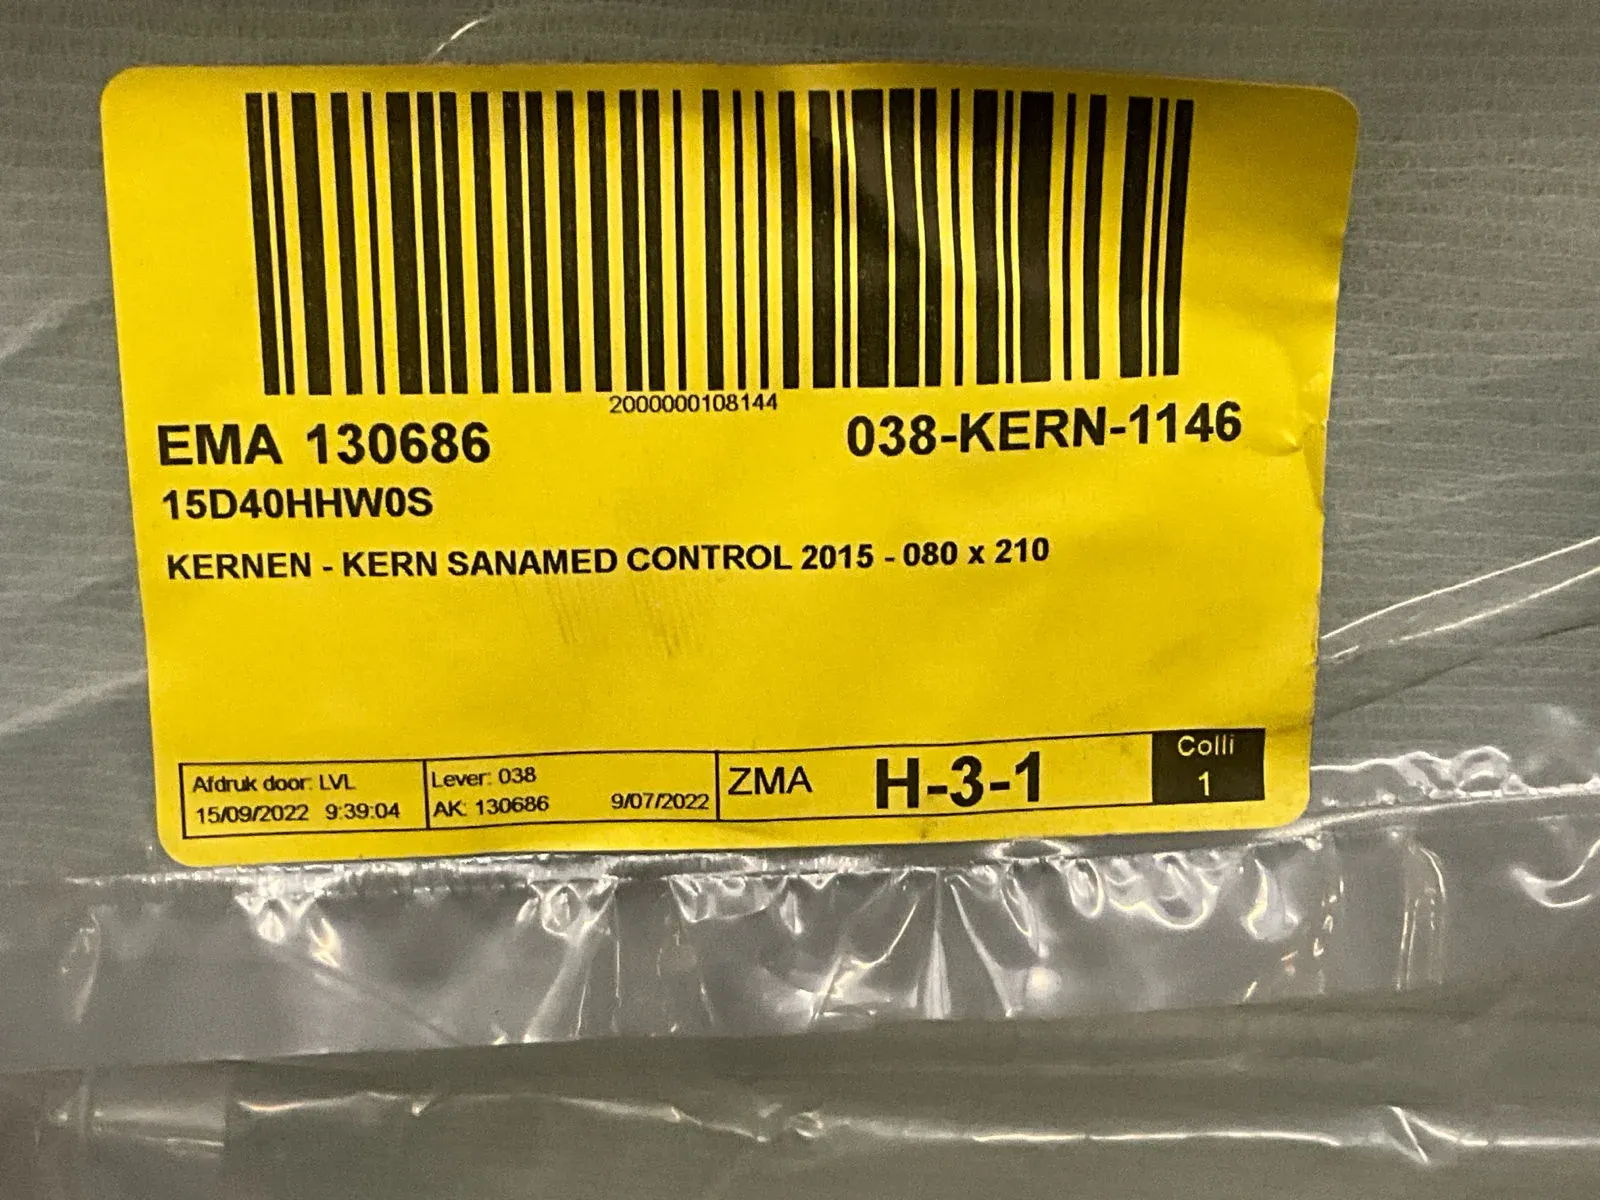 2000000108144
EMA 130686 038-KERN-1146
15D40HHW0S
KERNEN - KERN SANAMED CONTROL 2015 - 080 x 210
Afdruk door: LVL
15/09/2022 9:39:04
Lever: 038
AK: 130686 9/07/2022
ZMA H-3-1
Colli
1